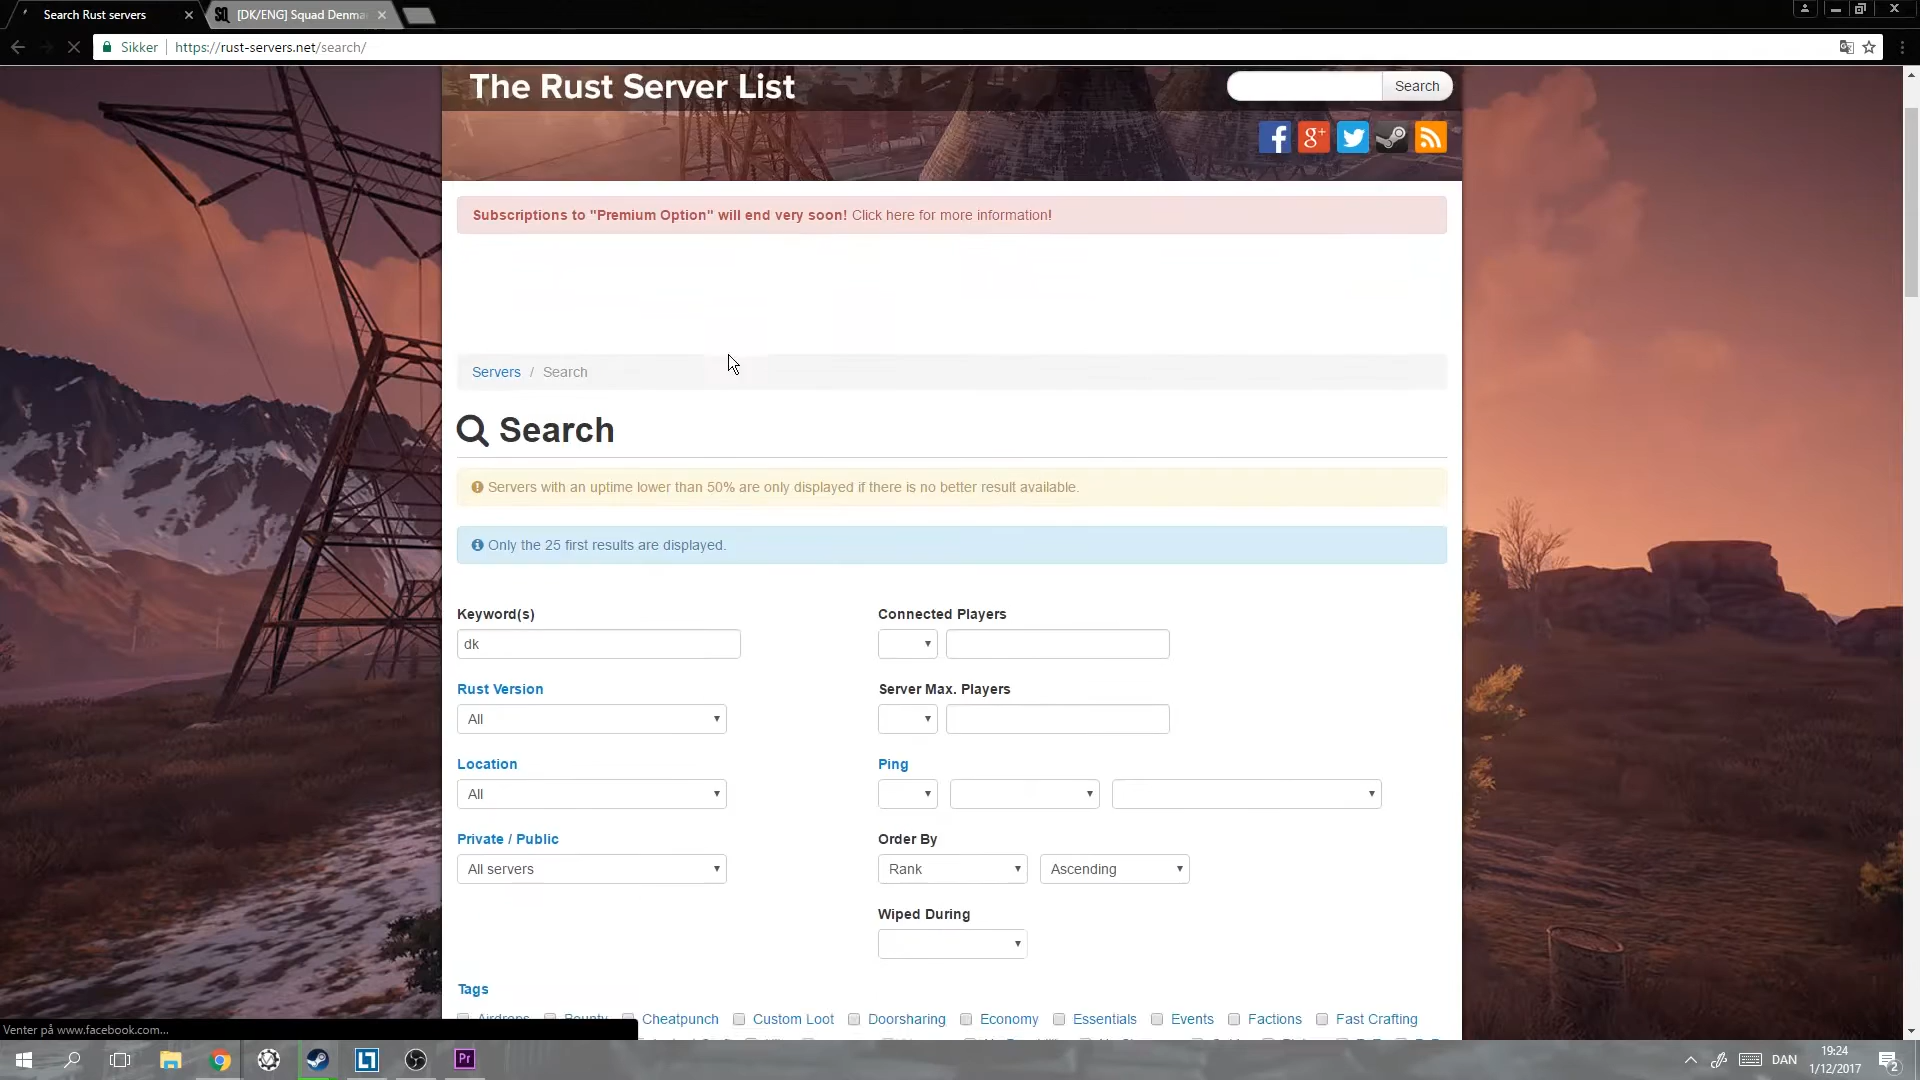 Search Rust servers
[DK/ENG] Squad Denma
Sikker
https://rust-servers.net/search/
The Rust Server List
Search
Subscriptions to "Premium Option" will end very soon! Click here for more information!
Servers / Search
Search
Servers with an uptime lower than 50% are only displayed if there is no better result available.
Only the 25 first results are displayed.
Keyword(s)
Connected Players
dk
Rust Version
Server Max. Players
All
Location
Ping
All
Private / Public
Order By
All servers
Rank
Ascending
Wiped During
Tags
Airdrops Bounty Cheatpunch Custom Loot Doorsharing Economy Essentials Events Factions Fast Crafting
Venter på www.facebook.com...
DAN
19:24
1/12/2017
2